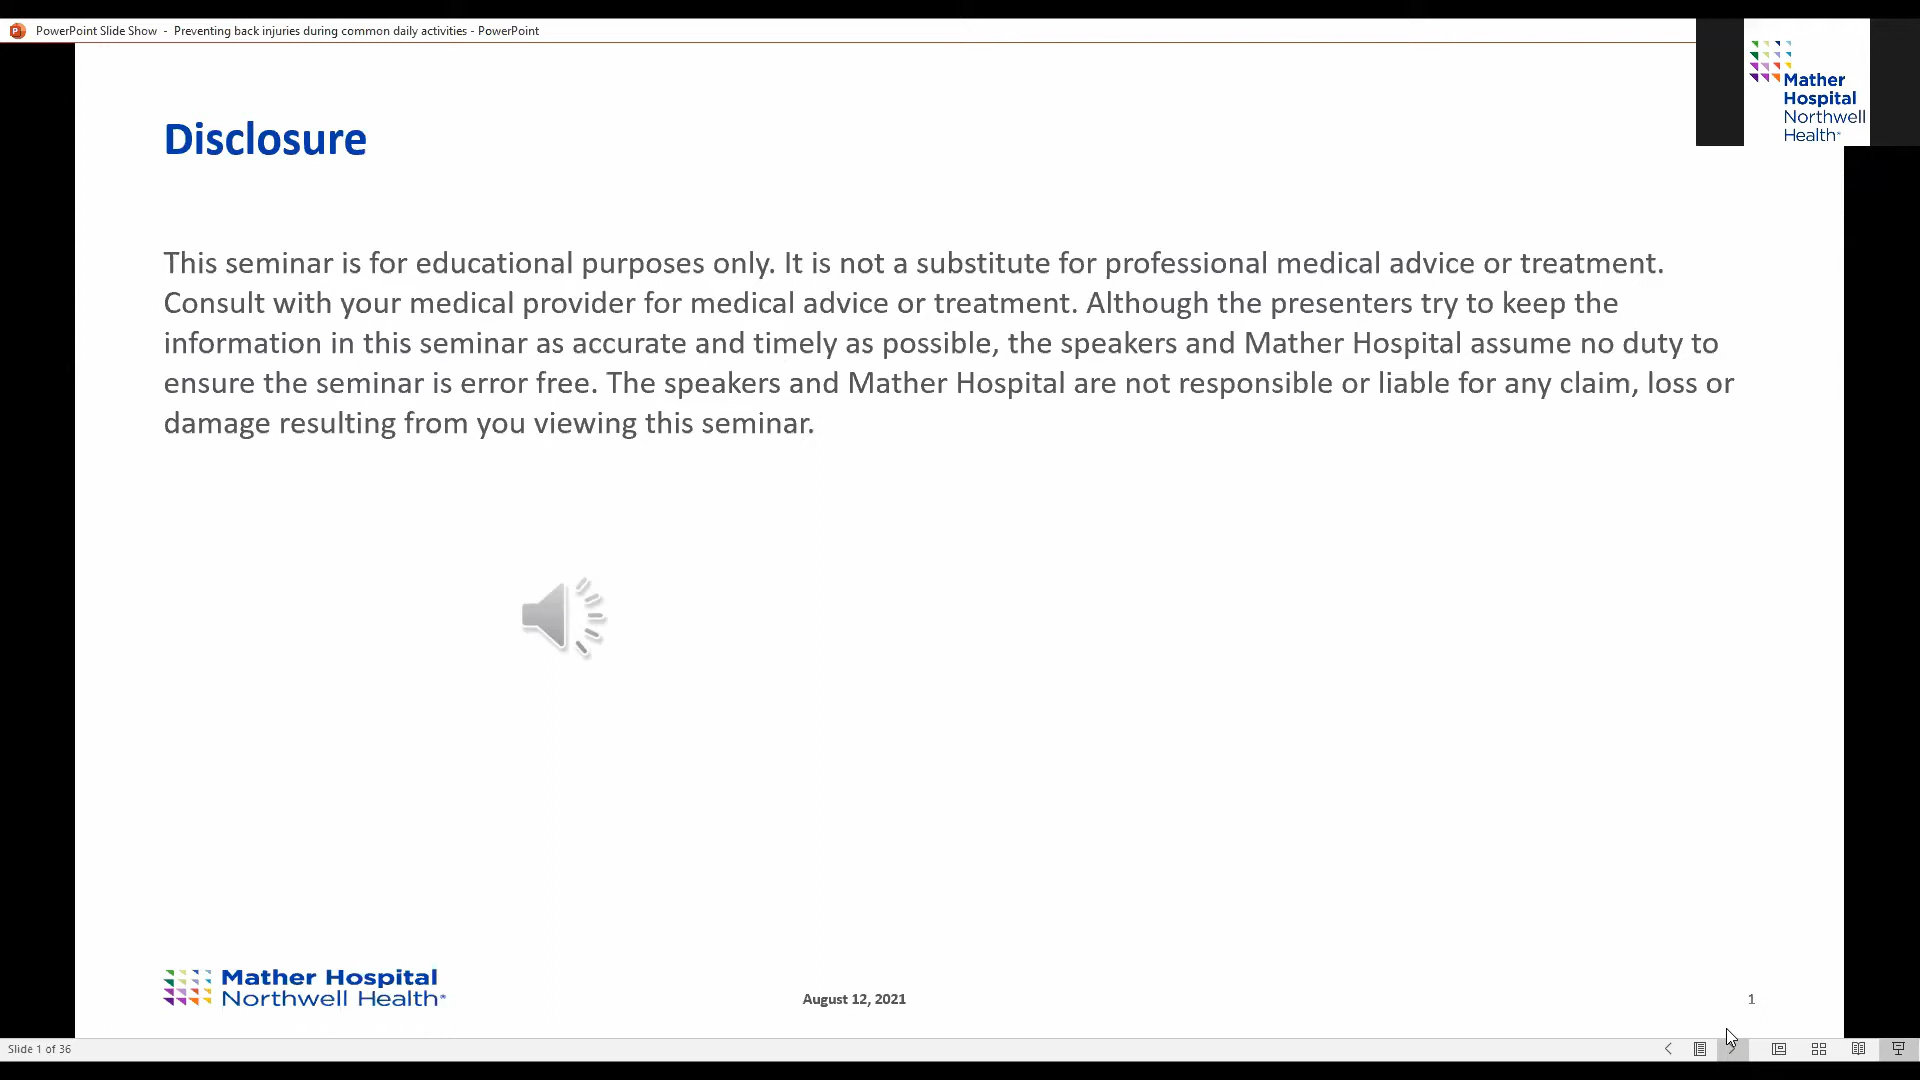 PowerPoint Slide Show - Preventing back injuries during common daily activities - PowerPoint
Mather
Hospital
Northwell
Health®
Disclosure
This seminar is for educational purposes only. It is not a substitute for professional medical advice or treatment.
Consult with your medical provider for medical advice or treatment. Although the presenters try to keep the
information in this seminar as accurate and timely as possible, the speakers and Mather Hospital assume no duty to
ensure the seminar is error free. The speakers and Mather Hospital are not responsible or liable for any claim, loss or
damage resulting from you viewing this seminar.
Mather Hospital
Northwell Health®
August 12, 2021
1
Slide 1 of 36